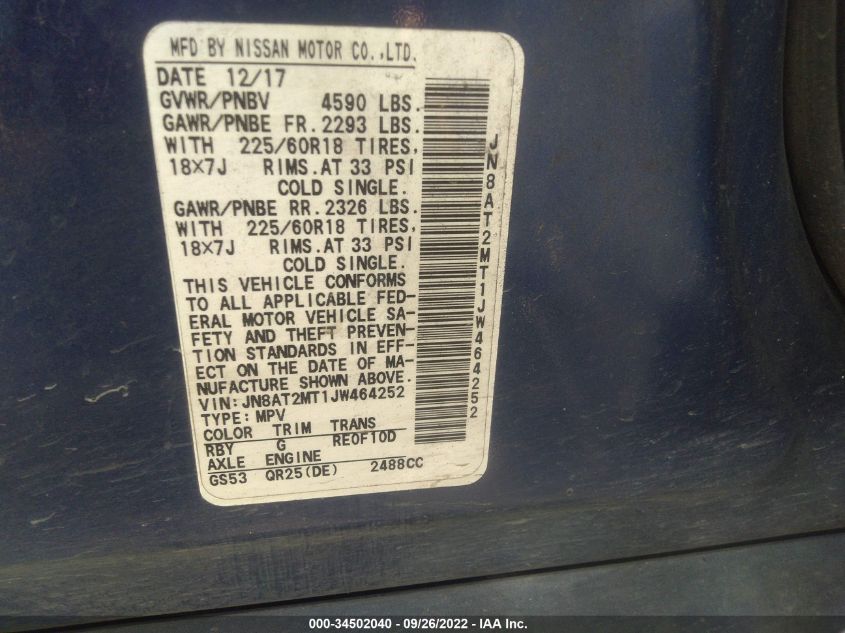 MFD BY NISSAN MOTOR CO.,LTD.
DATE 12/17
GVWR/PNBV 4590 LBS.
GAWR/PNBE FR. 2293 LBS.
WITH 225/60R18 TIRES,
18X7J RIMS.AT 33 PSI
COLD SINGLE.
GAWR/PNBE RR. 2326 LBS.
WITH 225/60R18 TIRES,
18X7J RIMS.AT 33 PSI
COLD SINGLE.
THIS VEHICLE CONFORMS
TO ALL APPLICABLE FED-
ERAL MOTOR VEHICLE SA-
FETY AND THEFT PREVEN-
TION STANDARDS IN EFF-
ECT ON THE DATE OF MA-
NUFACTURE SHOWN ABOVE.
VIN:JN8AT2MT1JW464252
TYPE:MPV
COLOR TRIM TRANS
RBY G RE0F10D
AXLE ENGINE
GS53 QR25(DE) 2488CC
JN8AT2MT1JW464252
000-34502040 - 09/26/2022 - IAA Inc.